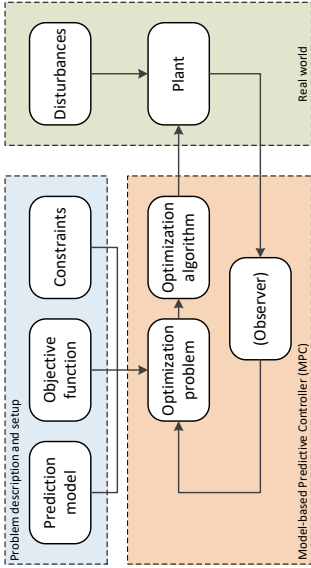 Problem description and setup
Prediction
model
Objective
function
Constraints
Disturbances
Optimization
problem
Optimization
algorithm
Plant
(Observer)
Model-based Predictive Controller (MPC)
Real world